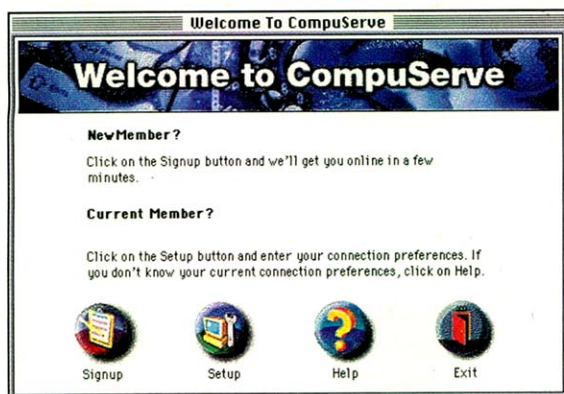 Welcome To CompuServe
Welcome to CompuServe
New Member?
Click on the Signup button and we'll get you online in a few
minutes.
Current Member?
Click on the Setup button and enter your connection preferences. If
you don't know your current connection preferences, click on Help.
Signup
Setup
Help
Exit